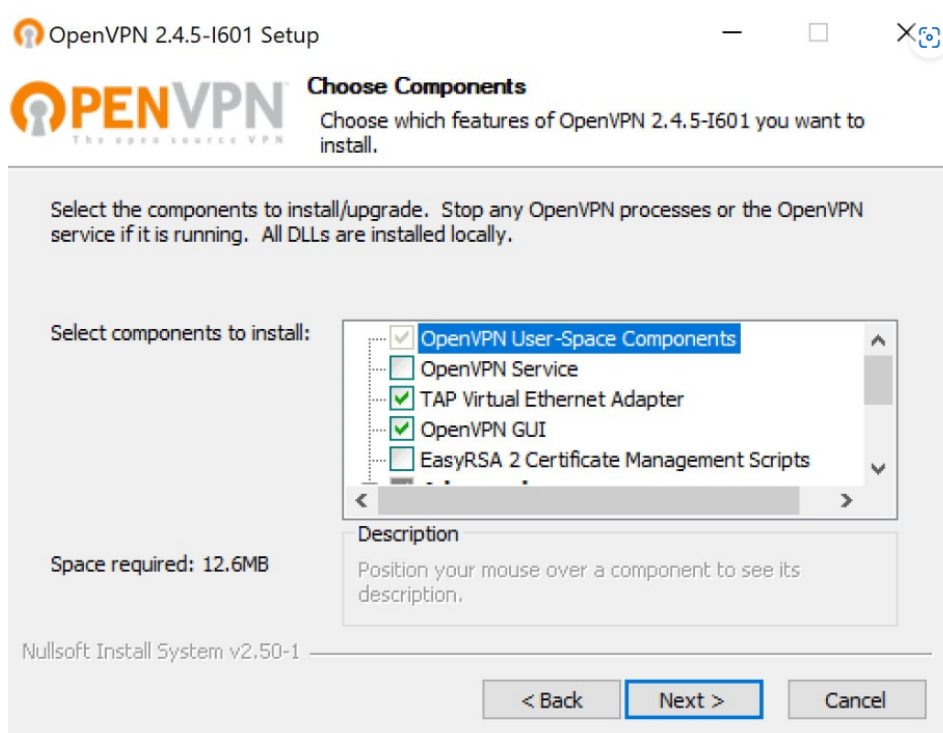 OpenVPN 2.4.5-I601 Setup
OPENVPN
The open source VPN
Choose Components
Choose which features of OpenVPN 2.4.5-I601 you want to
install.
Select the components to install/upgrade. Stop any OpenVPN processes or the OpenVPN
service if it is running. All DLLs are installed locally.
Select components to install:
OpenVPN User-Space Components
OpenVPN Service
TAP Virtual Ethernet Adapter
OpenVPN GUI
EasyRSA 2 Certificate Management Scripts
Space required: 12.6MB
Description
Position your mouse over a component to see its
description.
Nullsoft Install System v2.50-1
< Back
Next >
Cancel